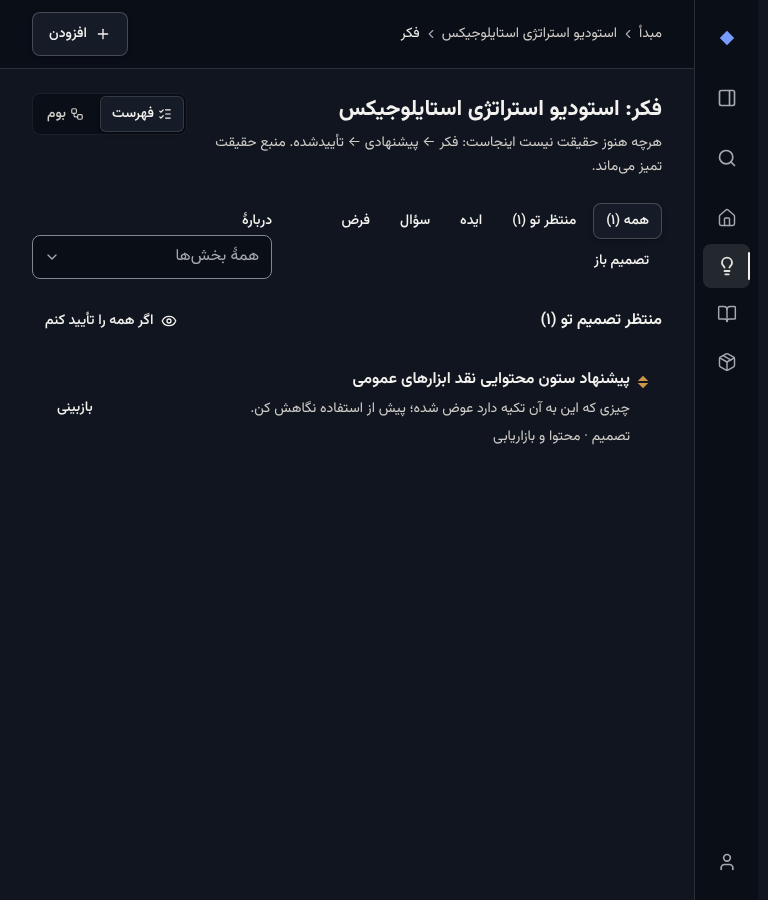 مبدأ › استودیو استراتژی استایلوجیکس › فکر
افزودن
فکر: استودیو استراتژی استایلوجیکس
هرچه هنوز حقیقت نیست اینجاست: فکر ← پیشنهادی ← تأییدشده. منبع حقیقت
تمیز می‌ماند.
فهرست
بوم
همه (۱)
منتظر تو (۱)
ایده
سؤال
فرض
تصمیم باز
دربارهٔ
همهٔ بخش‌ها
منتظر تصمیم تو (۱)
اگر همه را تأیید کنم
پیشنهاد ستون محتوایی نقد ابزارهای عمومی
چیزی که این به آن تکیه دارد عوض شده؛ پیش از استفاده نگاهش کن.
تصمیم · محتوا و بازاریابی
بازبینی